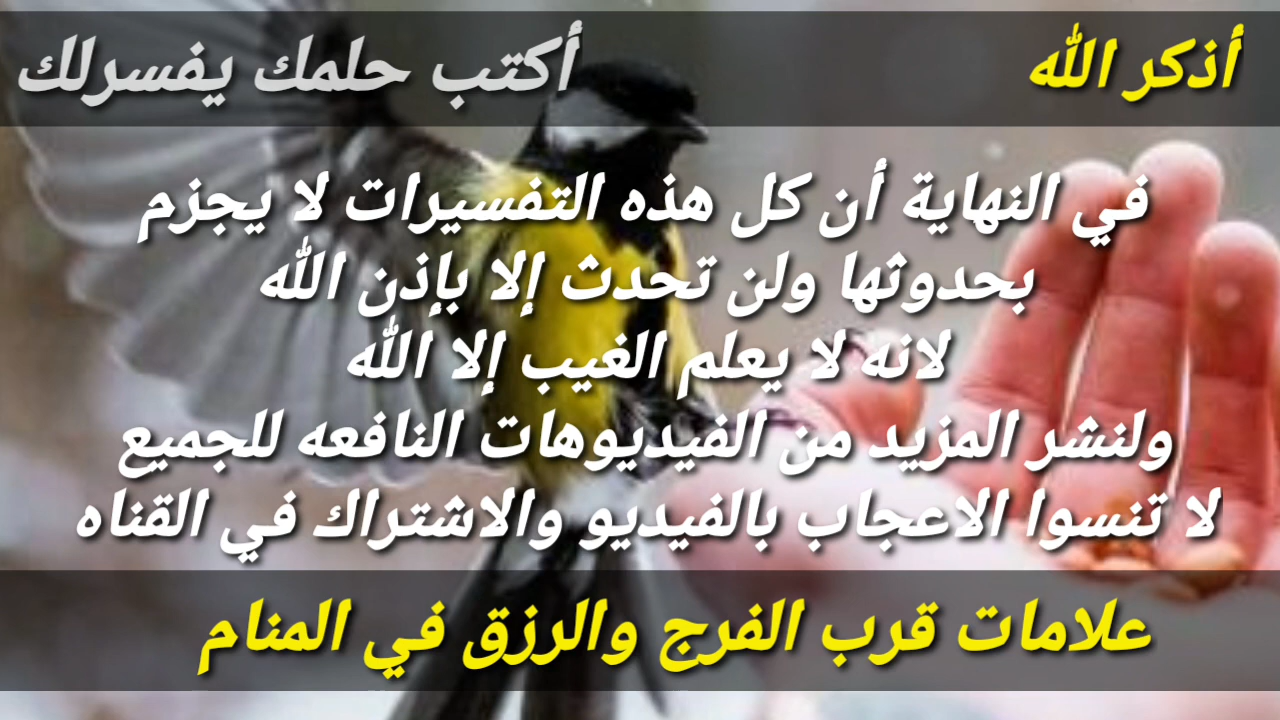 أذكر الله
أكتب حلمك يفسرلك
في النهاية أن كل هذه التفسيرات لا يجزم
بحدوثها ولن تحدث إلا بإذن الله
لانه لا يعلم الغيب إلا الله
ولنشر المزيد من الفيديوهات النافعه للجميع
لا تنسوا الاعجاب بالفيديو والاشتراك في القناه
علامات قرب الفرج والرزق في المنام